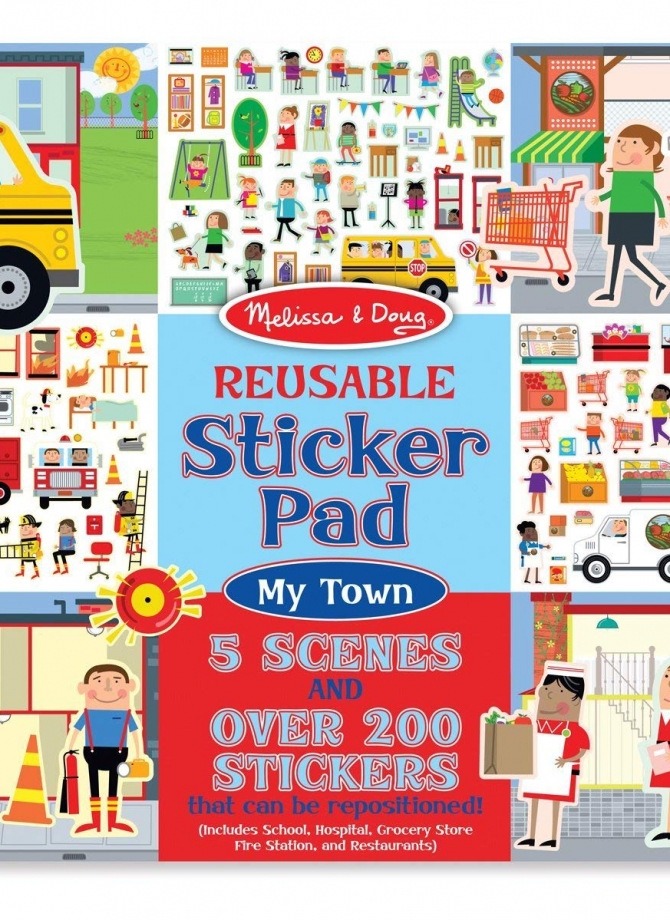 STOP
Melissa & Doug®
REUSABLE
Sticker
Pad
My Town
5 SCENES
AND
OVER 200
STICKERS
that can be repositioned!
(Includes School, Hospital, Grocery Store
Fire Station, and Restaurants)